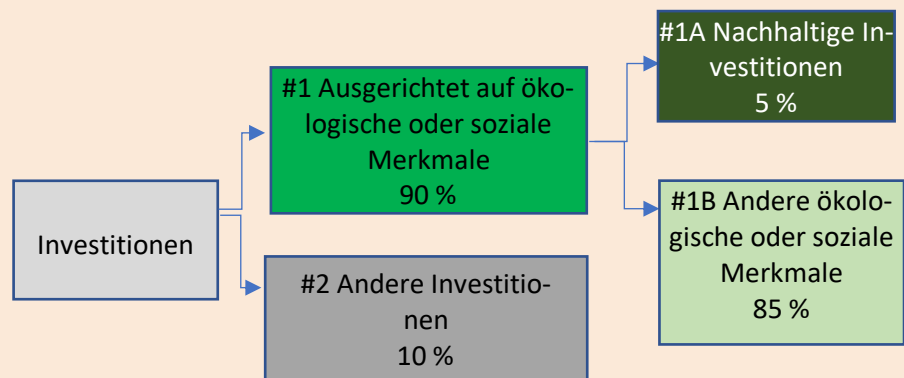 Investitionen
#1 Ausgerichtet auf öko-
logische oder soziale
Merkmale
90 %
#2 Andere Investitio-
nen
10 %
#1A Nachhaltige In-
vestitionen
5 %
#1B Andere ökolo-
gische oder soziale
Merkmale
85 %